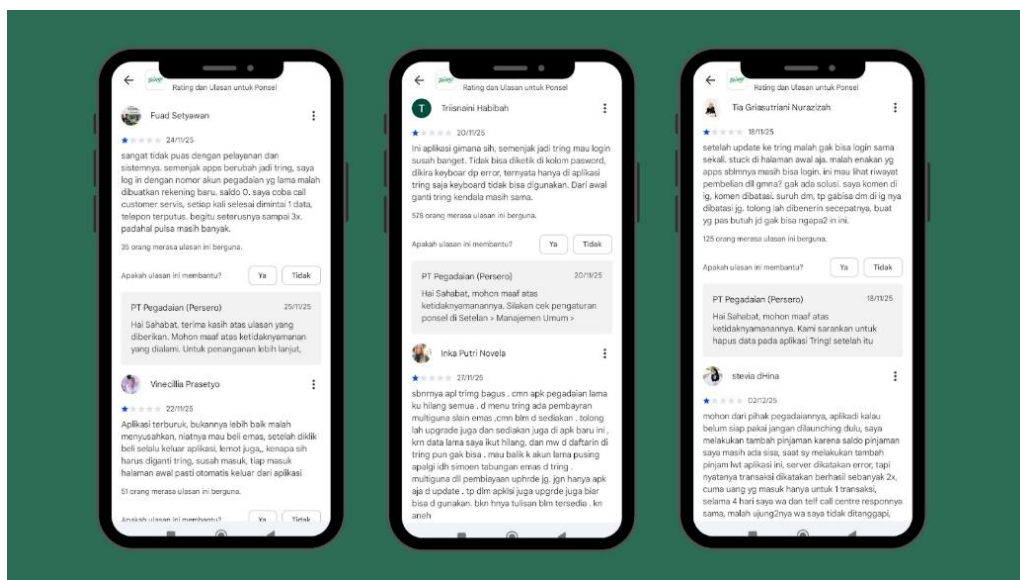 Rating dan Ulasan untuk Ponsel
Fuad Setyawan
24/11/25
sangat tidak puas dengan pelayanan dan
sistemnya. semenjak apps berubah jadi tring, saya
log in dengan nomor akun pegadaian yg lama malah
dibuatkan rekening baru. saldo 0. saya coba call
customer servis, setiap kali selesai dimintai 1 data,
telepon terputus. begitu seterusnya sampai 3x.
padahal pulsa masih banyak.
35 orang merasa ulasan ini berguna.
Apakah ulasan ini membantu? Ya Tidak
PT Pegadaian (Persero) 25/11/25
Hai Sahabat, terima kasih atas ulasan yang
diberikan. Mohon maaf atas ketidaknyamanan
yang dialami. Untuk penanganan lebih lanjut,
Vinecillia Prasetyo
22/11/25
Aplikasi terburuk, bukannya lebih baik malah
menyusahkan, niatnya mau beli emas, setelah diklik
beli selalu keluar aplikasi, lemot juga,, kenapa sih
harus diganti tring, susah masuk, tiap masuk
halaman awal pasti otomatis keluar dari aplikasi
51 orang merasa ulasan ini berguna.
Apakah ulasan ini membantu? Ya Tidak
Rating dan Ulasan untuk Ponsel
T Triisnaini Habibah
20/11/25
Ini aplikasi gimana sih, semenjak jadi tring mau login
susah banget. Tidak bisa diketik di kolom pasword,
dikira keyboar dp error, ternyata hanya di aplikasi
tring saja keyboard tidak bisa digunakan. Dari awal
ganti tring kendala masih sama.
578 orang merasa ulasan ini berguna.
Apakah ulasan ini membantu? Ya Tidak
PT Pegadaian (Persero) 20/11/25
Hai Sahabat, mohon maaf atas
ketidaknyamanannya. Silakan cek pengaturan
ponsel di Setelan > Manajemen Umum >
Inka Putri Novela
27/11/25
sbnrnya apl trimg bagus . cmn apk pegadaian lama
ku hilang semua . d menu tring ada pembayran
multiguna slain emas ,cmn blm d sediakan . tolong
lah upgrade juga dan sediakan juga di apk baru ini ,
krn data lama saya ikut hilang, dan mw d daftarin di
tring pun gak bisa . mau balik k akun lama pusing
apalgi idh simoen tabungan emas d tring .
multiguna dll pembiayaan uphrde jg. jgn hanya apk
aja d update . tp dlm apklsi juga upgrde juga biar
bisa d gunakan. bkn hnya tulisan blm tersedia , kn
aneh
Rating dan Ulasan untuk Ponsel
Tia Grissutriani Nurazizah
18/11/25
setelah update ke tring malah gak bisa login sama
sekali. stuck di halaman awal aja. malah enakan yg
apps sblmnya masih bisa login. ini mau lihat riwayat
pembelian dll gmna? gak ada solusi. saya komen di
ig, komen dibatasi. suruh dm, tp gabisa dm di ig nya
dibatasi jg. tolong lah dibenerin secepatnya, buat
yg pas butuh jd gak bisa ngapa2 in ini.
125 orang merasa ulasan ini berguna.
Apakah ulasan ini membantu? Ya Tidak
PT Pegadaian (Persero) 18/11/25
Hai Sahabat, mohon maaf atas
ketidaknyamanannya. Kami sarankan untuk
hapus data pada aplikasi Tring! setelah itu
stevia dHina
02/12/25
mohon dari pihak pegadaiannya, aplikadi kalau
belum siap pakai jangan dilaunching dulu, saya
melakukan tambah pinjaman karena saldo pinjaman
saya masih ada sisa, saat sy melakukan tambah
pinjam lwt aplikasi ini, server dikatakan error, tapi
nyatanya transaksi dikatakan berhasil sebanyak 2x,
cuma uang yg masuk hanya untuk 1 transaksi,
selama 4 hari saya wa dan telf call centre responnya
sama, malah ujung2nya wa saya tidak ditanggapi,